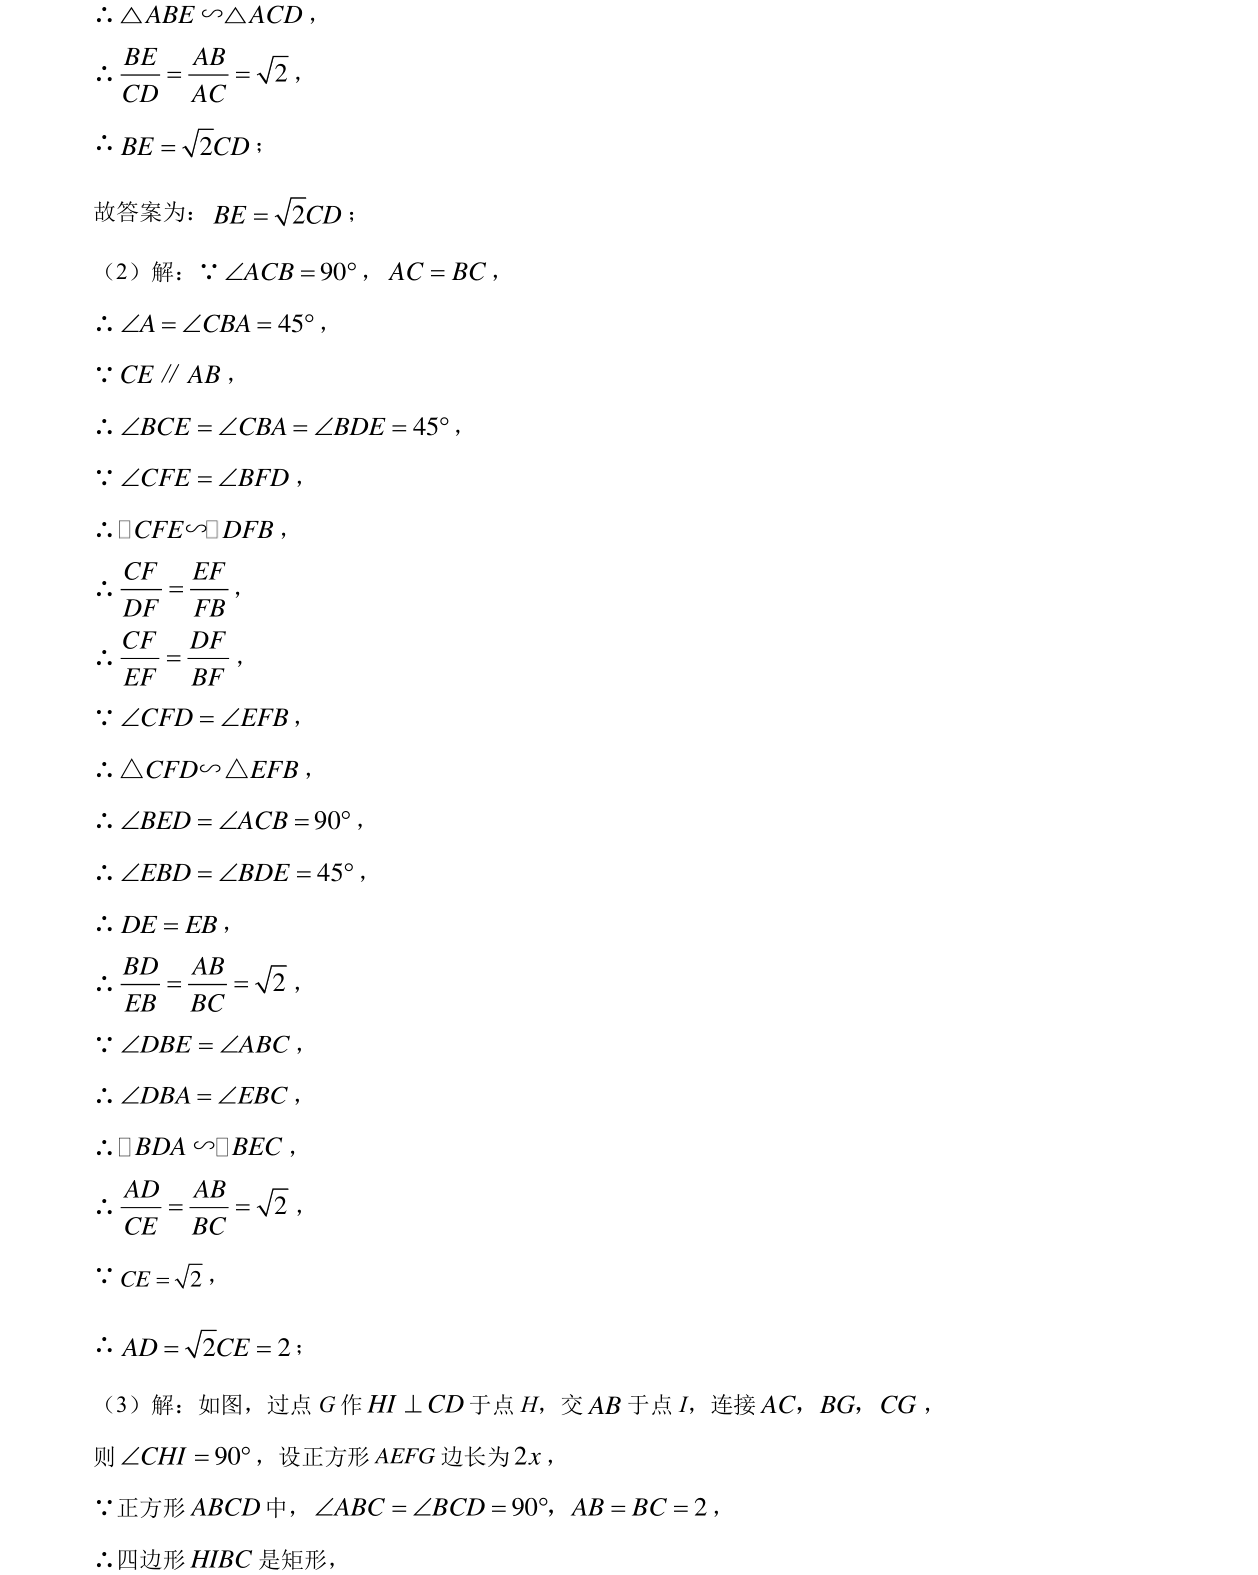 ∴△ABE∽△ACD，
∴BE/CD=AB/AC=√2，
∴BE=√2CD；
故答案为：BE=√2CD；
（2）解：∵∠ACB=90°，AC=BC，
∴∠A=∠CBA=45°，
∵CE∥AB，
∴∠BCE=∠CBA=∠BDE=45°，
∵∠CFE=∠BFD，
∴□CFE∽□DFB，
∴CF/DF=EF/FB，
∴CF/EF=DF/BF，
∵∠CFD=∠EFB，
∴△CFD∽△EFB，
∴∠BED=∠ACB=90°，
∴∠EBD=∠BDE=45°，
∴DE=EB，
∴BD/EB=AB/BC=√2，
∵∠DBE=∠ABC，
∴∠DBA=∠EBC，
∴□BDA∽□BEC，
∴AD/CE=AB/BC=√2，
∵CE=√2，
∴AD=√2CE=2；
（3）解：如图，过点G作HI⊥CD于点H，交AB于点I，连接AC，BG，CG，
则∠CHI=90°，设正方形AEFG边长为2x，
∵正方形ABCD中，∠ABC=∠BCD=90°，AB=BC=2，
∴四边形HIBC是矩形，